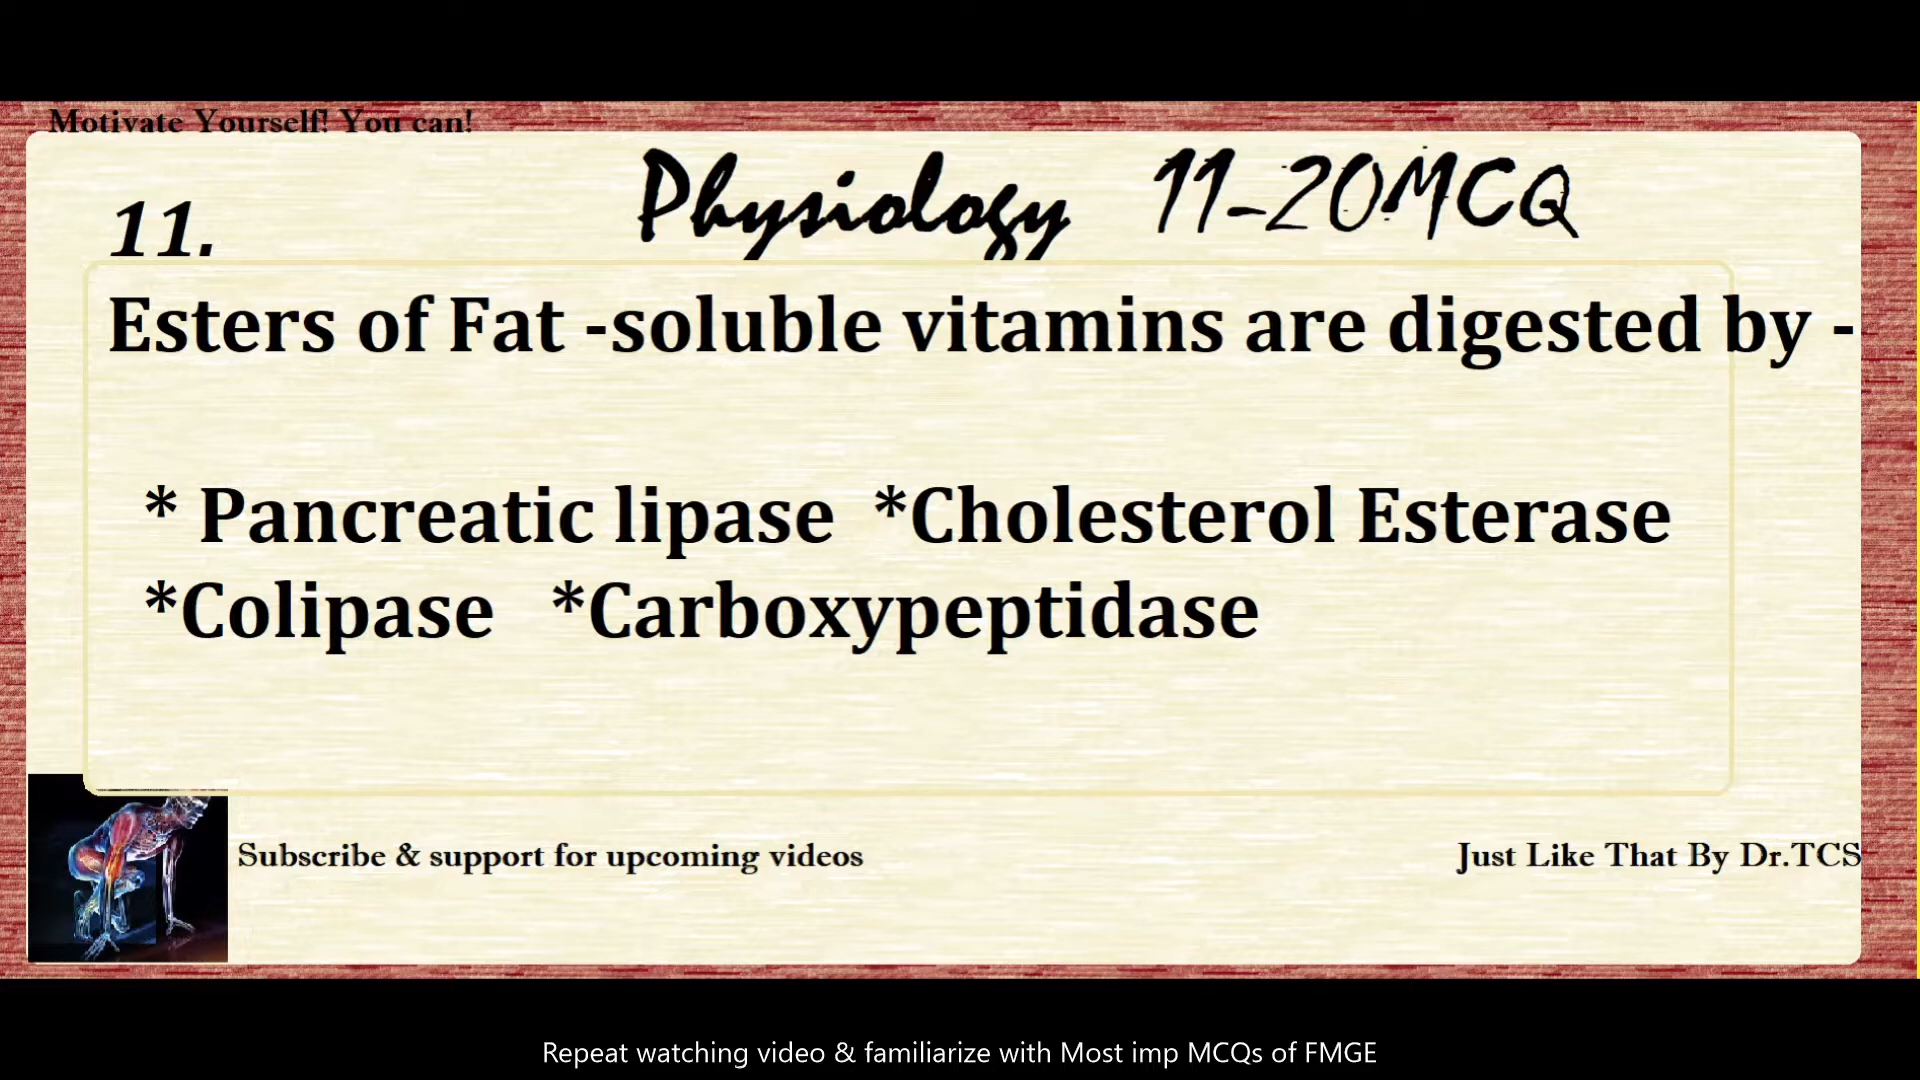 Motivate Yourself! You can!
Physiology 11-20MCQ
11.
Esters of Fat -soluble vitamins are digested by -
* Pancreatic lipase *Cholesterol Esterase
*Colipase *Carboxypeptidase
Subscribe & support for upcoming videos
Just Like That By Dr.TCS
Repeat watching video & familiarize with Most imp MCQs of FMGE